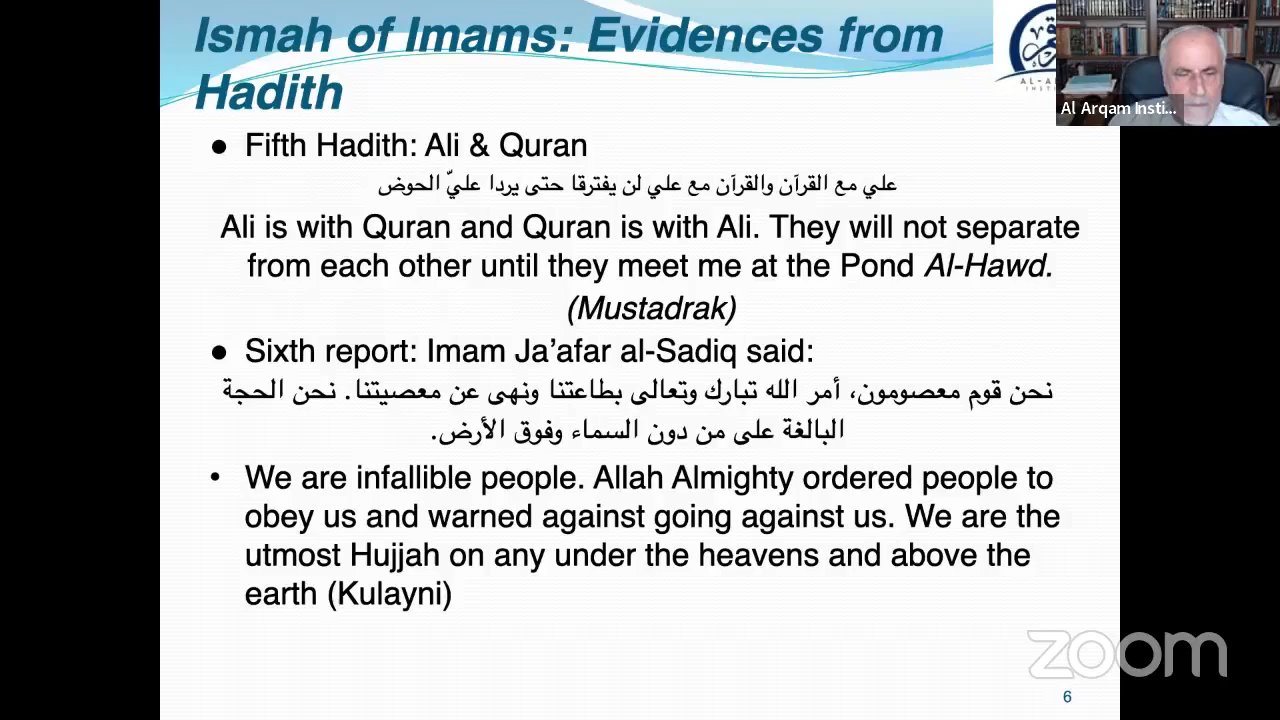 Ismah of Imams: Evidences from
Hadith
● Fifth Hadith: Ali & Quran
علي مع القرآن والقرآن مع علي لن يفترقا حتى يردا عليّ الحوض
Ali is with Quran and Quran is with Ali. They will not separate
from each other until they meet me at the Pond Al-Hawd.
(Mustadrak)
● Sixth report: Imam Ja’afar al-Sadiq said:
نحن قوم معصومون، أمر الله تبارك وتعالى بطاعتنا ونهى عن معصيتنا. نحن الحجة
البالغة على من دون السماء وفوق الأرض.
• We are infallible people. Allah Almighty ordered people to
obey us and warned against going against us. We are the
utmost Hujjah on any under the heavens and above the
earth (Kulayni)
Al Arqam Insti...
zoom
6